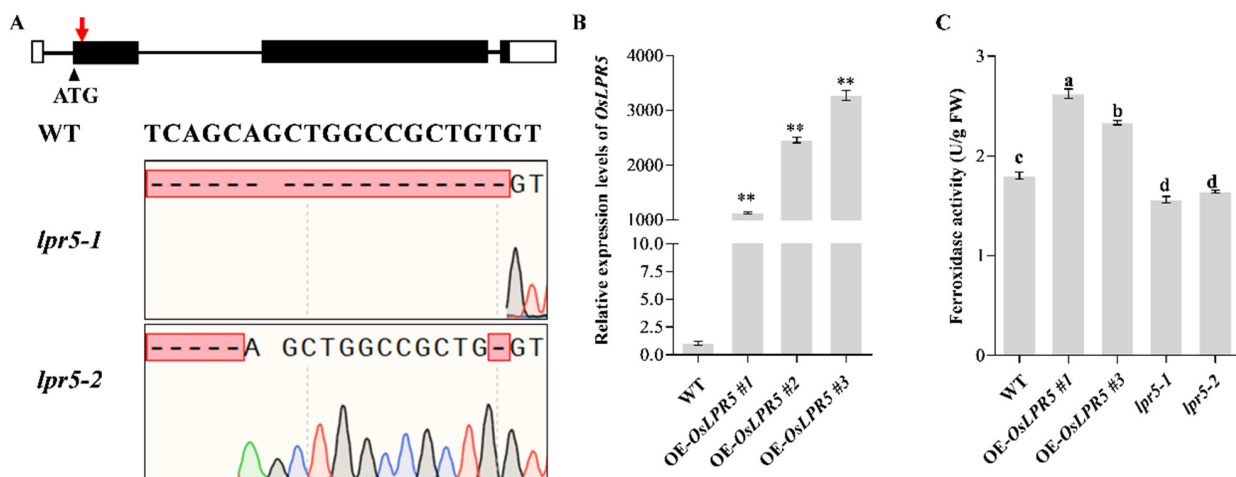 A
ATG
WT TCAGCAGCTGGCCGCTGTGT
lpr5-1
------ -------------GT
lpr5-2
-----A GCTGGCCGCTG-GT
B
Relative expression levels of OsLPR5
4000
3000
2000
1000
10.0
7.5
5.0
2.5
0.0
**
**
**
WT
OE-OsLPR5 #1
OE-OsLPR5 #2
OE-OsLPR5 #3
C
Ferroxidase activity (U/g FW)
3
2
1
0
c
a
b
d
d
WT
OE-OsLPR5 #1
OE-OsLPR5 #3
lpr5-1
lpr5-2